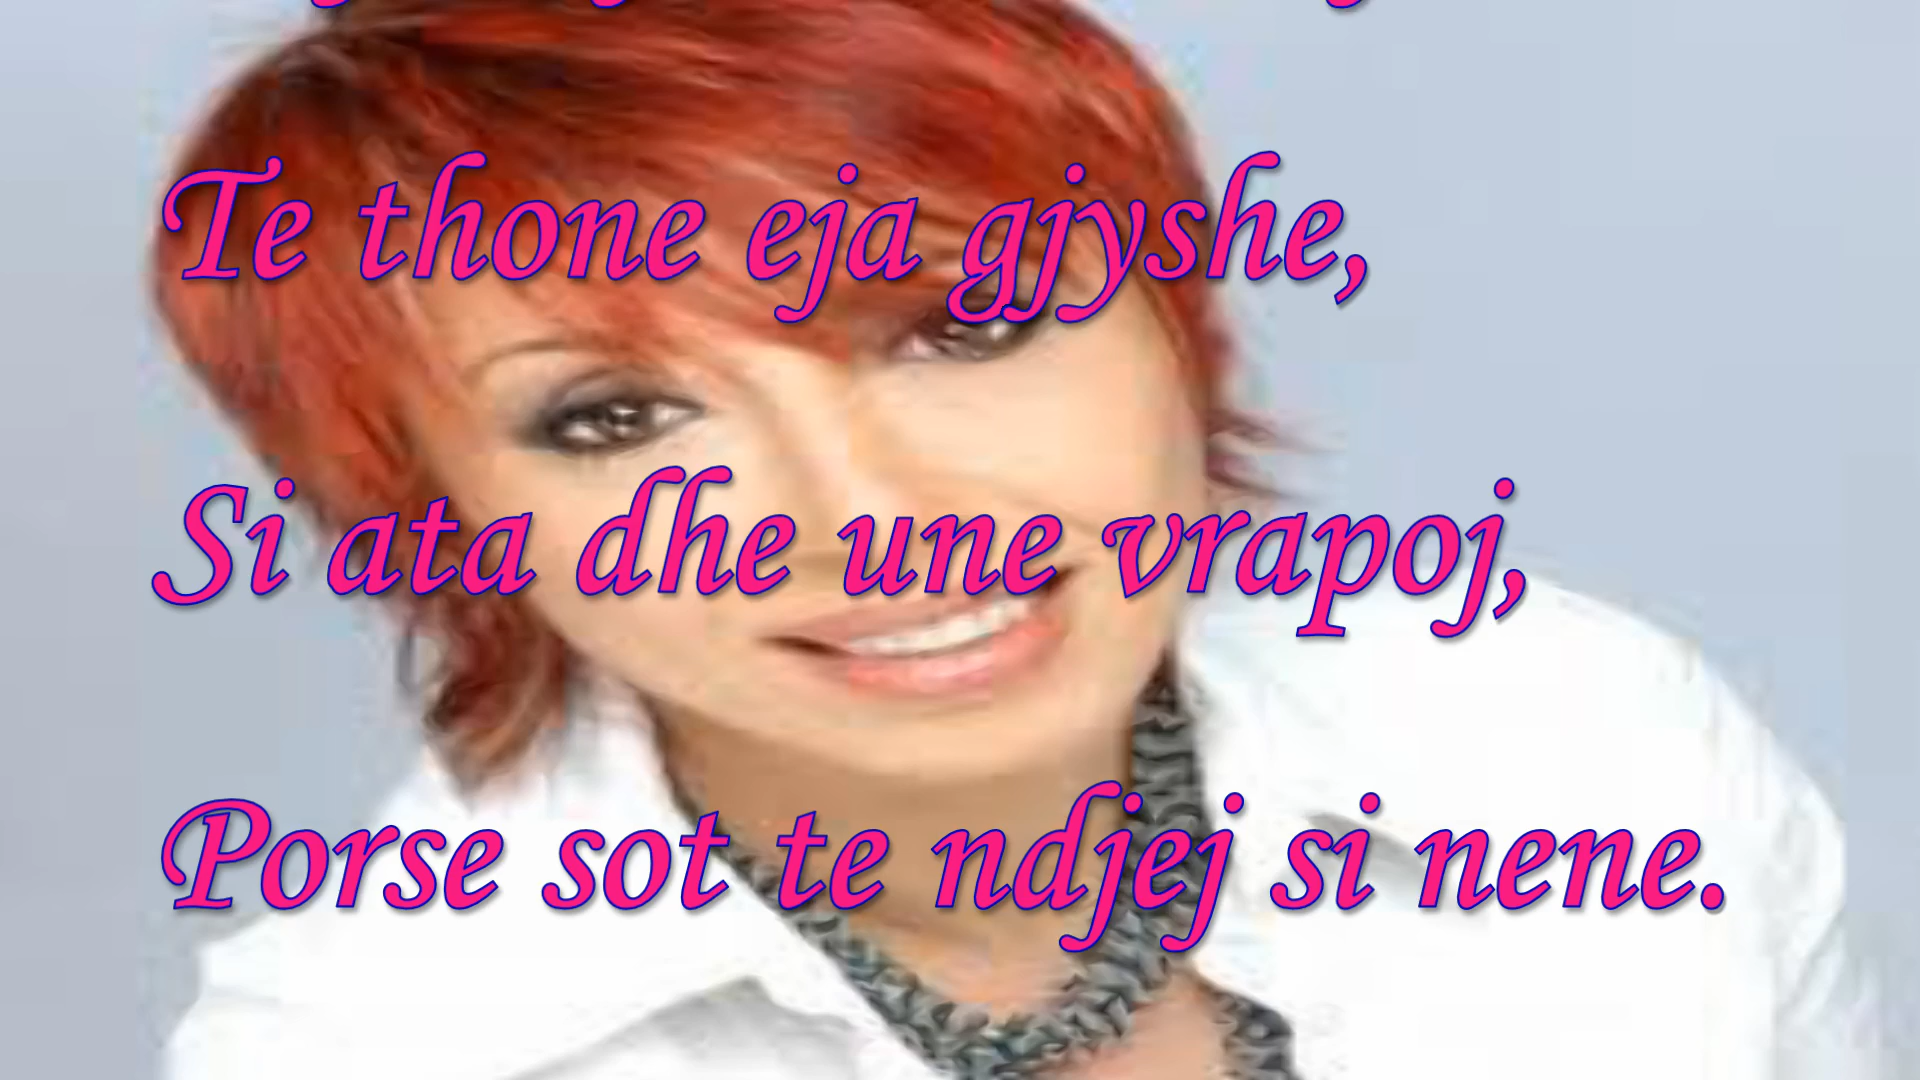 Te thone eja gjyshe,
Si ata dhe une vrapoj,
Porse sot te ndjej si nene.